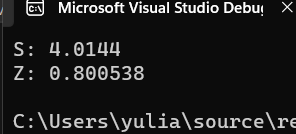 Microsoft Visual Studio Debug
S: 4.0144
Z: 0.800538
C:\Users\yulia\source\re